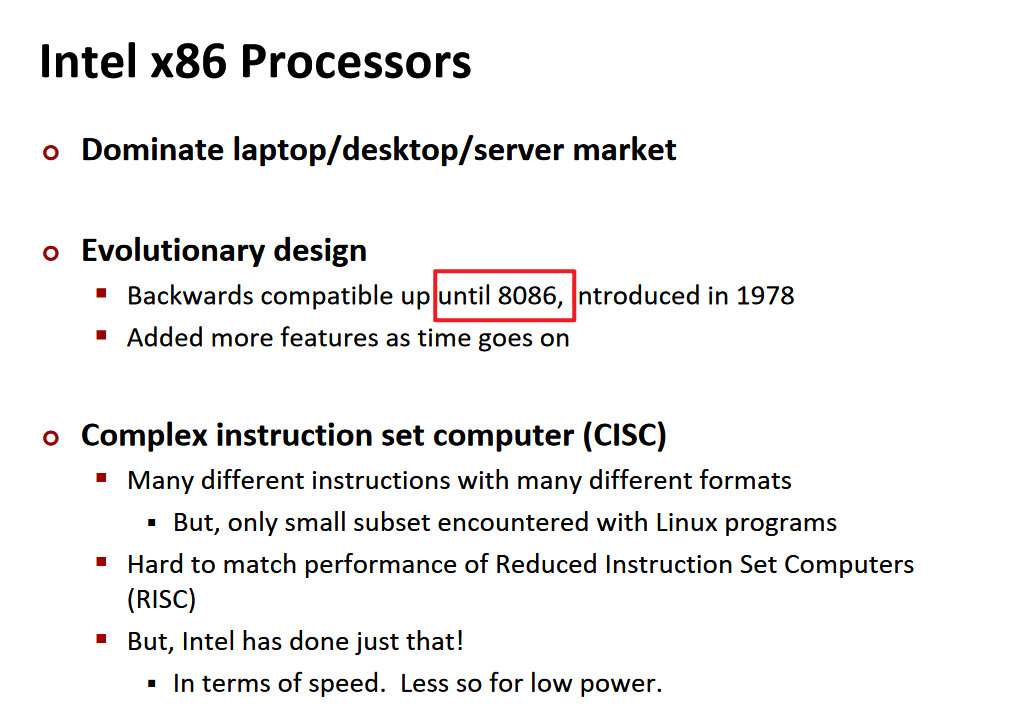 Intel x86 Processors
Dominate laptop/desktop/server market
Evolutionary design
Backwards compatible up until 8086, introduced in 1978
Added more features as time goes on
Complex instruction set computer (CISC)
Many different instructions with many different formats
But, only small subset encountered with Linux programs
Hard to match performance of Reduced Instruction Set Computers
(RISC)
But, Intel has done just that!
In terms of speed.  Less so for low power.